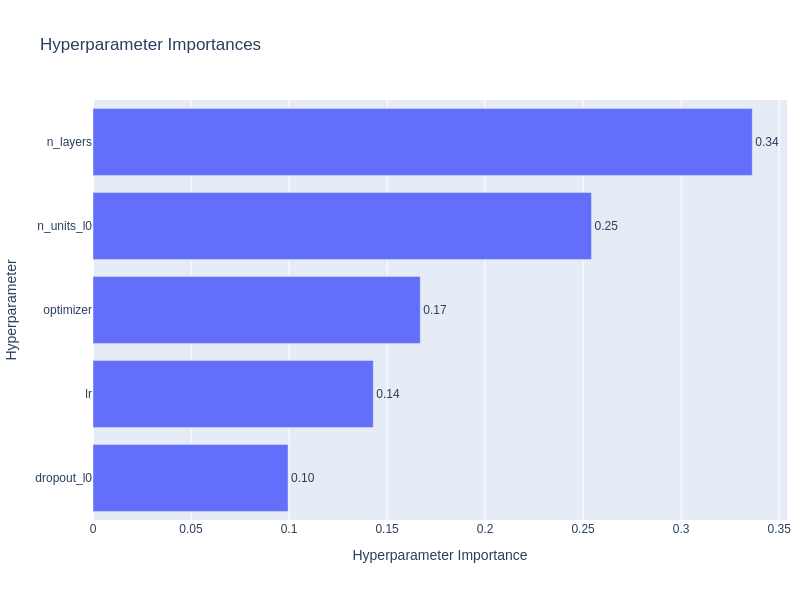 Hyperparameter Importances
Hyperparameter
n_layers
0.34
n_units_l0
0.25
optimizer
0.17
lr
0.14
dropout_l0
0.10
0
0.05
0.1
0.15
0.2
0.25
0.3
0.35
Hyperparameter Importance